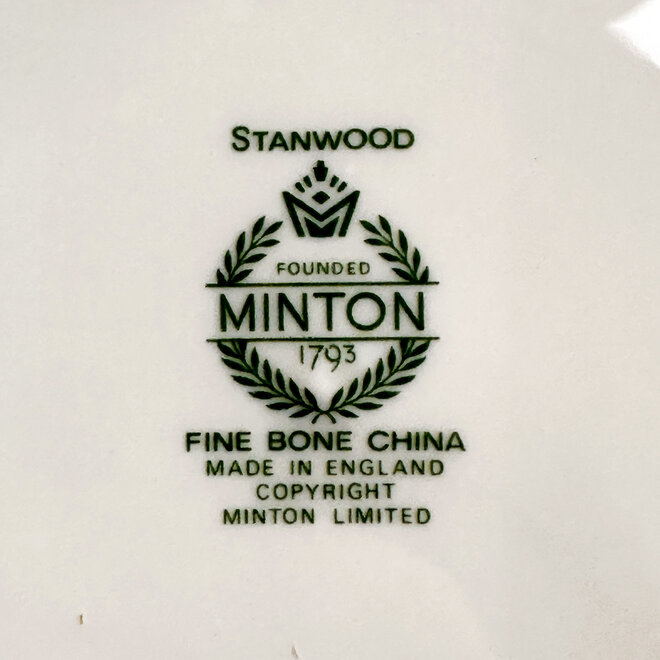 STANWOOD
FOUNDED
MINTON
1793
FINE BONE CHINA
MADE IN ENGLAND
COPYRIGHT
MINTON LIMITED